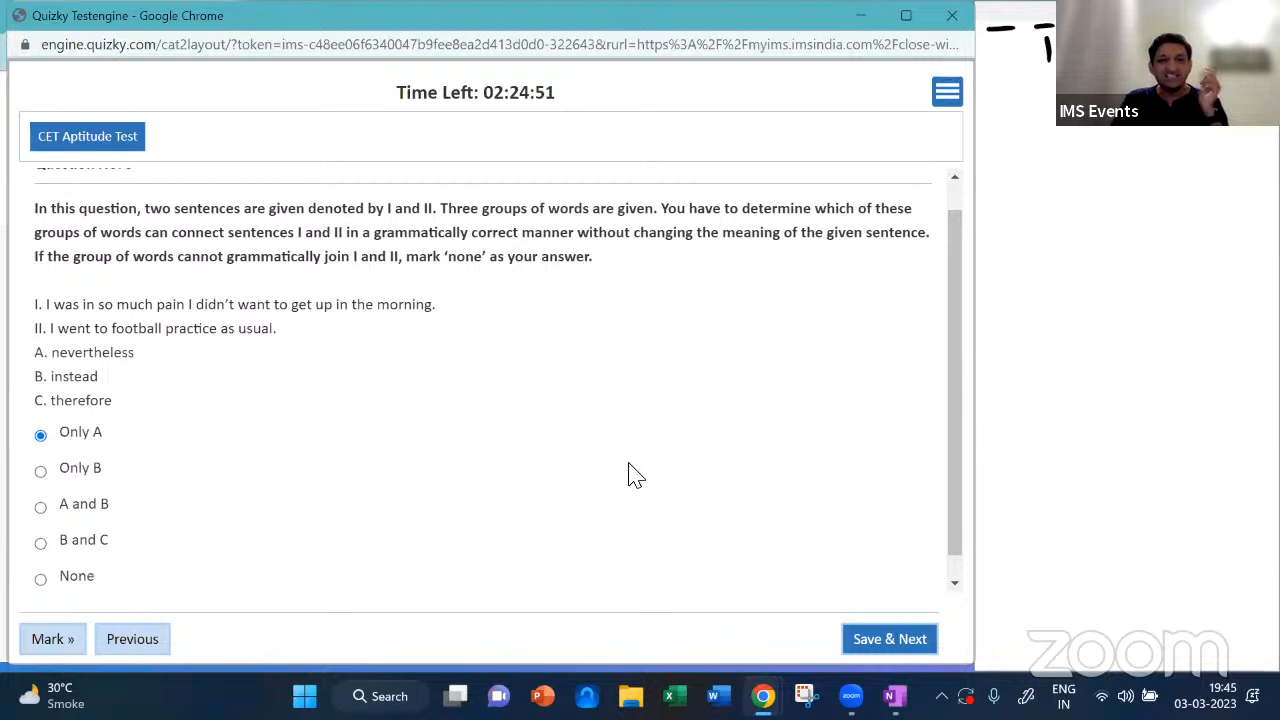 Quizky Testengine - Google Chrome
engine.quizky.com/cat2layout/?token=ims-c48ec06f6340047b9fee8ea2d413d0d0-322643&rurl=https%3A%2F%2Fmyims.imsindia.com%2Fclose-wi...
IMS Events
Time Left: 02:24:51
CET Aptitude Test
In this question, two sentences are given denoted by I and II. Three groups of words are given. You have to determine which of these
groups of words can connect sentences I and II in a grammatically correct manner without changing the meaning of the given sentence.
If the group of words cannot grammatically join I and II, mark ‘none’ as your answer.
I. I was in so much pain I didn’t want to get up in the morning.
II. I went to football practice as usual.
A. nevertheless
B. instead
C. therefore
Only A
Only B
A and B
B and C
None
Mark »
Previous
Save & Next
zoom
30°C
Smoke
Search
zoom
ENG
IN
19:45
03-03-2023